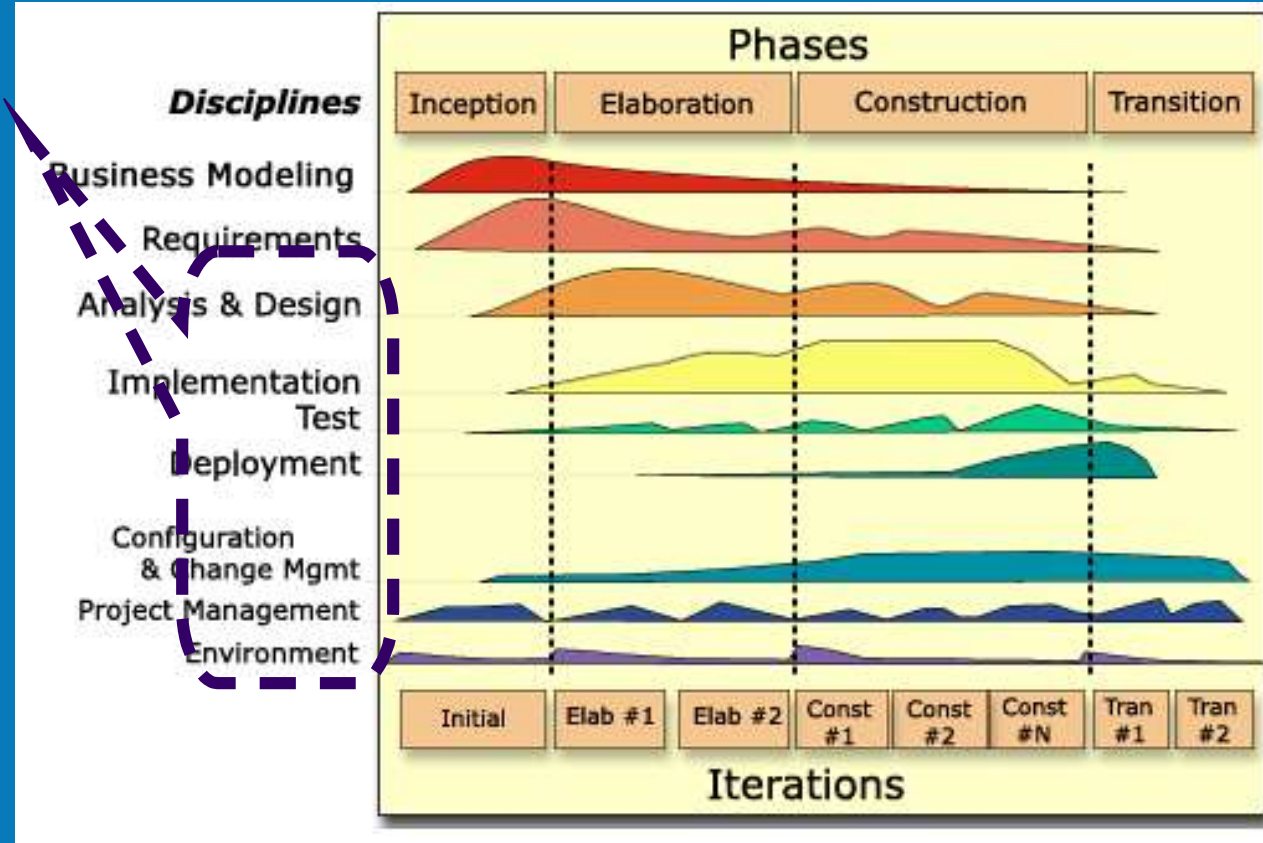 Phases
Disciplines
Inception
Elaboration
Construction
Transition
Business Modeling
Requirements
Analysis & Design
Implementation
Test
Deployment
Configuration
& Change Mgmt
Project Management
Environment
Initial
Elab #1
Elab #2
Const
#1
Const
#2
Const
#N
Tran
#1
Tran
#2
Iterations